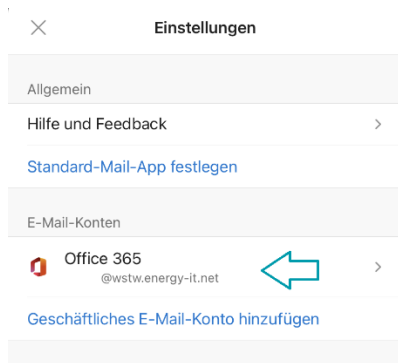 Einstellungen
Allgemein
Hilfe und Feedback
Standard-Mail-App festlegen
E-Mail-Konten
Office 365
@wstw.energy-it.net
Geschäftliches E-Mail-Konto hinzufügen